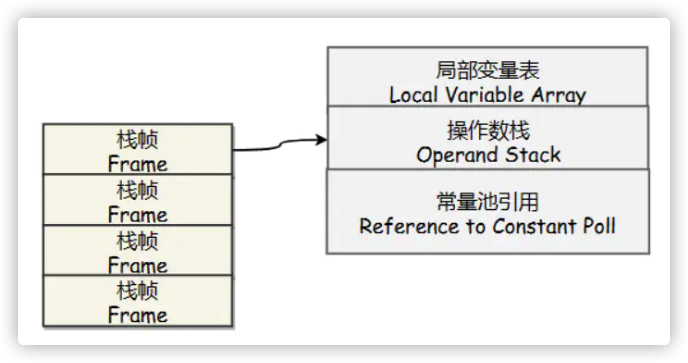 栈帧
Frame
栈帧
Frame
栈帧
Frame
栈帧
Frame
局部变量表
Local Variable Array
操作数栈
Operand Stack
常量池引用
Reference to Constant Poll